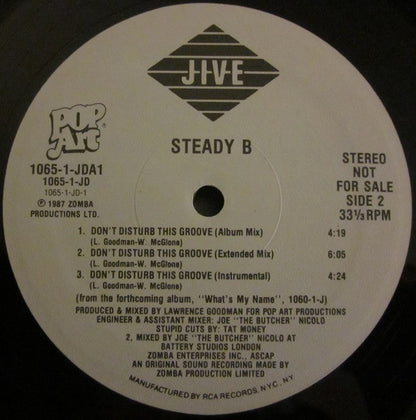 JIVE
POP
Art
STEADY B
1065-1-JDA1
1065-1-JD
1065-1-JD-1
℗ 1987 ZOMBA
PRODUCTIONS LTD.
STEREO
NOT
FOR SALE
SIDE 2
33⅓ RPM
1. DON'T DISTURB THIS GROOVE (Album Mix) 4:19
(L. Goodman-W. McGlone)
2. DON'T DISTURB THIS GROOVE (Extended Mix) 6:05
(L. Goodman-W. McGlone)
3. DON'T DISTURB THIS GROOVE (Instrumental) 4:24
(L. Goodman-W. McGlone)
(from the forthcoming album, "What's My Name", 1060-1-J)
PRODUCED & MIXED BY LAWRENCE GOODMAN FOR POP ART PRODUCTIONS
ENGINEER & ASSISTANT MIXER: JOE "THE BUTCHER" NICOLO
STUPID CUTS BY: TAT MONEY
2. MIXED BY JOE "THE BUTCHER" NICOLO AT
BATTERY STUDIOS LONDON
ZOMBA ENTERPRISES INC., ASCAP
AN ORIGINAL SOUND RECORDING MADE BY
ZOMBA PRODUCTION LIMITED
MANUFACTURED BY RCA RECORDS, N.Y.C., N.Y.